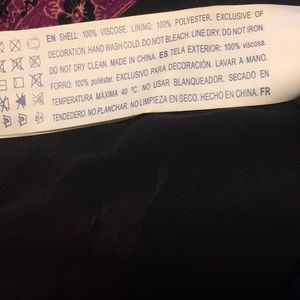 EN SHELL: 100% VISCOSE. LINING: 100% POLYESTER. EXCLUSIVE OF
DECORATION HAND WASH COLD. DO NOT BLEACH. LINE DRY. DO NOT IRON.
DO NOT DRY CLEAN. MADE IN CHINA. ES TELA EXTERIOR: 100% viscosa.
FORRO: 100% poliéster. EXCLUSIVO PARA DECORACIÓN. LAVAR A MANO.
TEMPERATURA MÁXIMA 40 ºC. NO USAR BLANQUEADOR. SECADO EN
TENDEDERO. NO PLANCHAR. NO LIMPIEZA EN SECO. HECHO EN CHINA. FR